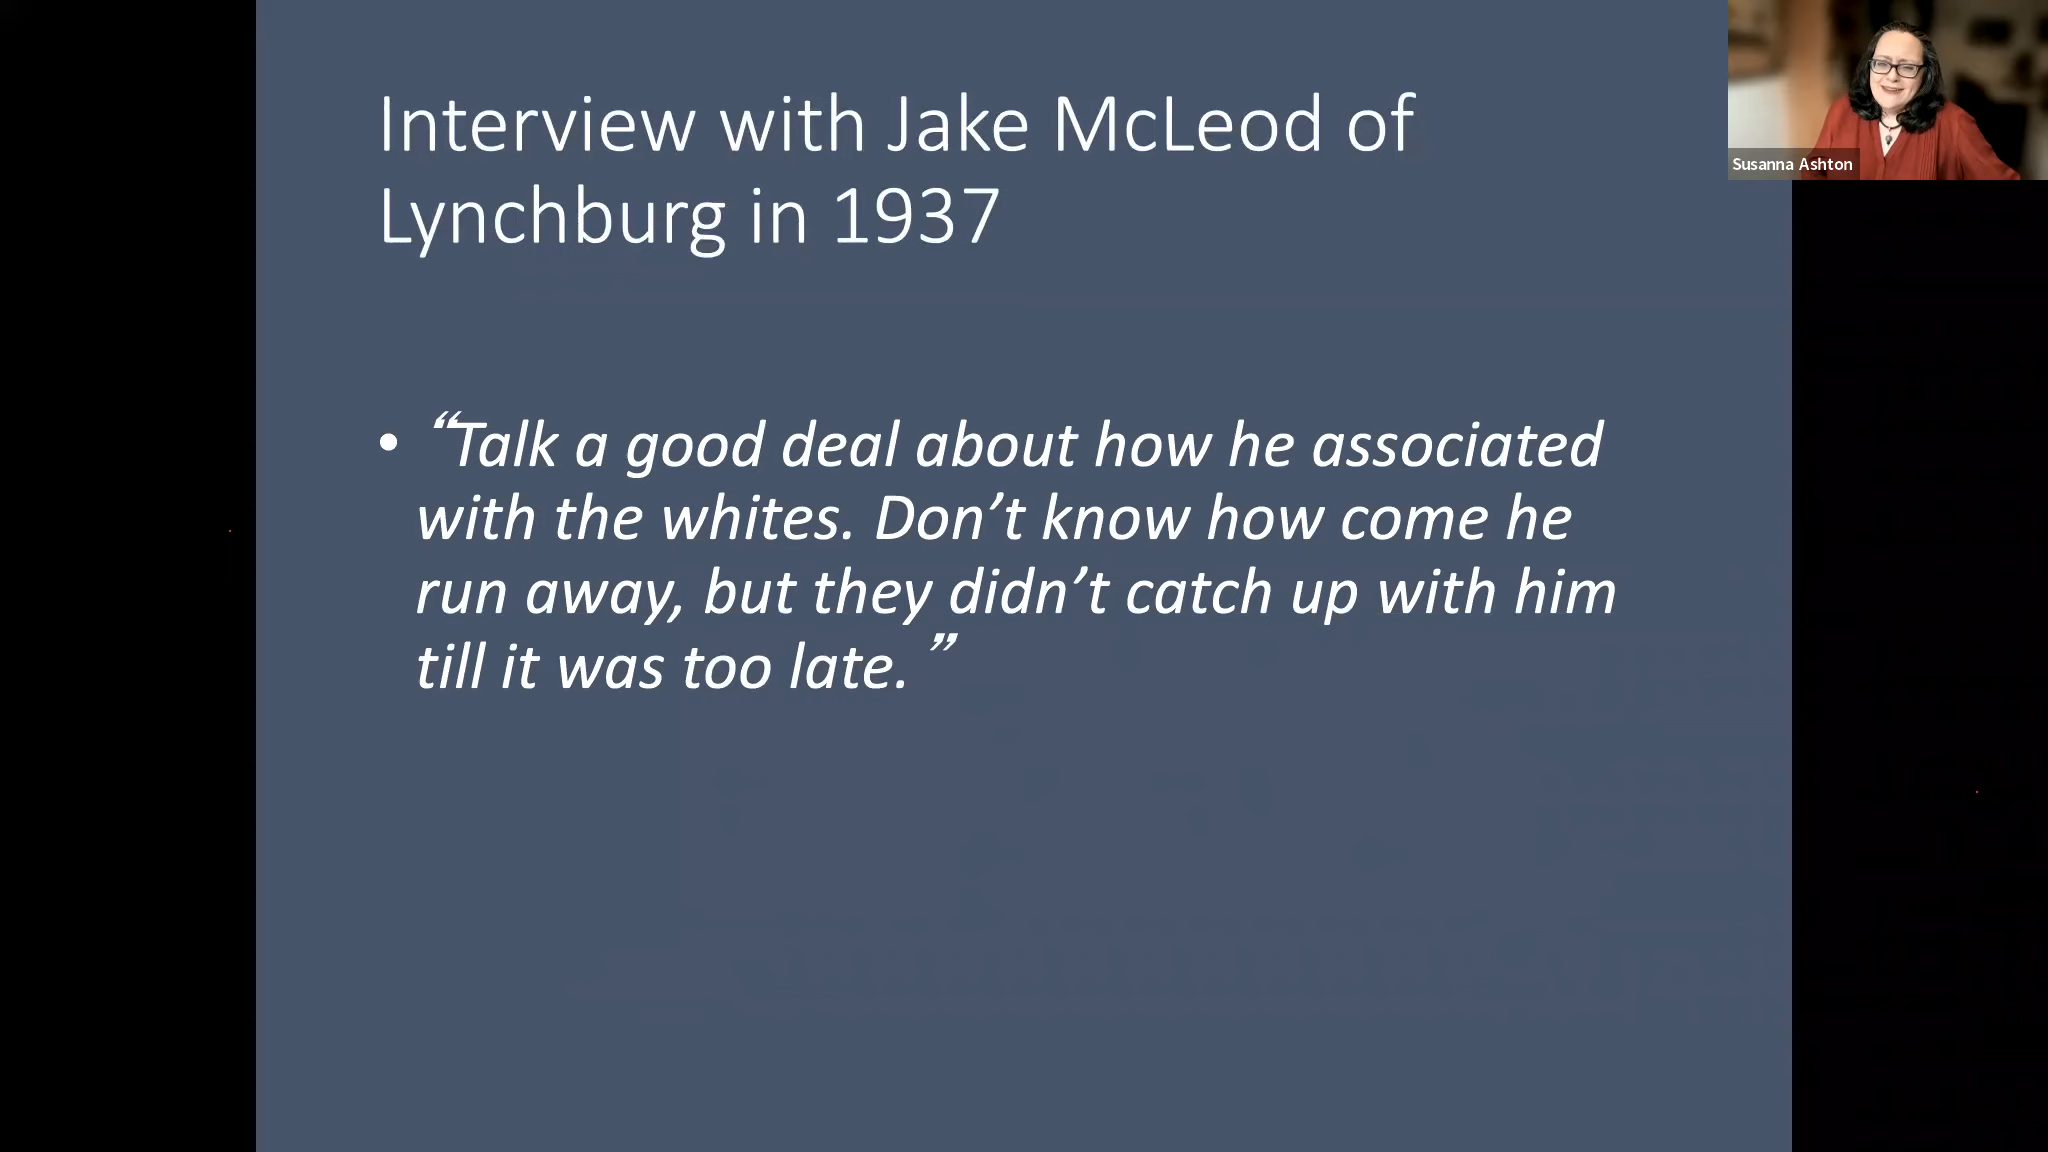 Interview with Jake McLeod of
Lynchburg in 1937
• “Talk a good deal about how he associated
with the whites. Don’t know how come he
run away, but they didn’t catch up with him
till it was too late.”
Susanna Ashton